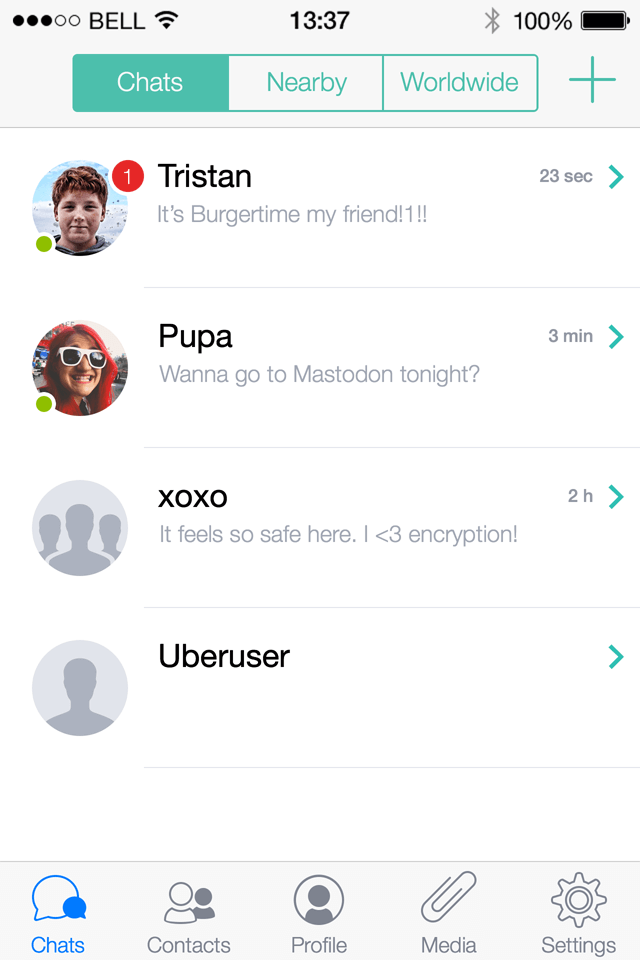 BELL 13:37 100%
Chats Nearby Worldwide
1 Tristan 23 sec
It’s Burgertime my friend!1!!
Pupa 3 min
Wanna go to Mastodon tonight?
xoxo 2 h
It feels so safe here. I <3 encryption!
Uberuser
Chats Contacts Profile Media Settings